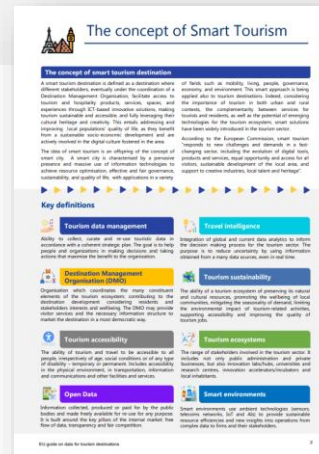 The concept of Smart Tourism
The concept of smart tourism destination
A smart tourism destination is defined as a destination where
different stakeholders, eventually under the coordination of a
Destination Management Organisation, facilitate access to
tourism and hospitality products, services, spaces, and
experiences through ICT-based innovative solutions, making
tourism sustainable and accessible, and fully leveraging their
cultural heritage and creativity. This entails addressing and
improving local populations' quality of life, as they benefit
from a sustainable socio-economic development and are
actively involved in the digital culture fostered in the area.
The idea of smart tourism is an offspring of the concept of
smart city. A smart city is characterised by a pervasive
presence and massive use of information technologies to
achieve resource optimisation, effective and fair governance,
sustainability, and quality of life, with applications in a variety
of fields such as mobility, living, people, governance,
economy, and environment. This smart approach is being
applied also to tourism destinations. Indeed, considering
the importance of tourism in both urban and rural
contexts, the complementarity between services for
tourists and residents, as well as the potential of emerging
technologies for the tourism ecosystem, smart solutions
have been widely introduced in the tourism sector.
According to the European Commission, smart tourism
"responds to new challenges and demands in a fast-
changing sector, including the evolution of digital tools,
products and services, equal opportunity and access for all
visitors, sustainable development of the local area, and
support to creative industries, local talent and heritage"
Key definitions
Tourism data management
Ability to collect, curate and re-use touristic data in
accordance with a coherent strategic plan. The goal is to help
people and organizations in making decisions and taking
actions that maximise the benefit to the organisation.
Travel intelligence
Integration of global and current data analytics to inform
the decision making process for the tourism sector. The
purpose is to reduce uncertainty by using information
obtained from a many data sources, even in real time.
Destination Management
Organisation (DMO)
Organisation which coordinates the many constituent
elements of the tourism ecosystem, contributing to the
destination development considering residents and
stakeholders interests and wellbeing. The DMO may provide
visitor services and the necessary information structure to
market the destination in a most democratic way.
Tourism sustainability
The ability of a tourism ecosystem of preserving its natural
and cultural resources, promoting the wellbeing of local
communities, mitigating the seasonality of demand, limiting
the environmental impact of tourism-related activities,
supporting accessibility and improving the quality of
tourism jobs.
Tourism accessibility
The ability of tourism and travel to be accessible to all
people, irrespectively of age, social conditions or of any type
of disability – temporary or permanent. It includes accessibility
in the physical environment, in transportation, information
and communications and other facilities and services.
Tourism ecosystems
The range of stakeholders involved in the tourism sector. It
includes not only public administration and private
businesses, but also innovation labs/hubs, universities and
research centres, innovation accelerators/incubators and
local inhabitants.
Open Data
Information collected, produced or paid for by the public
bodies and made freely available for re-use for any purpose.
It is built around the key pillars of the internal market: free
flow of data, transparency and fair competition.
Smart environments
Smart environments use ambient technologies (sensors,
telecoms networks, IoT and AIs) to provide sustainable
resource efficiencies and new insights into operations from
complex data to firms and their stakeholders.
EU guide on data for tourism destinations